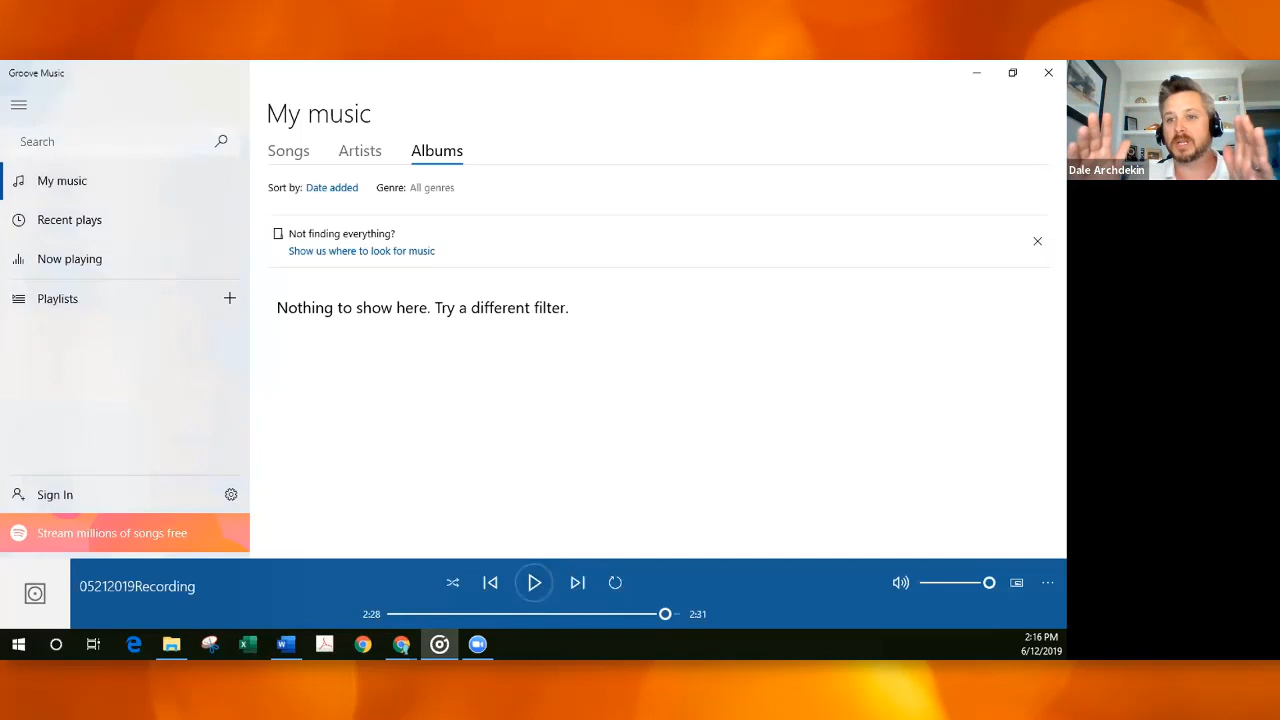 Groove Music
Search
My music
Recent plays
Now playing
Playlists
Sign In
Stream millions of songs free
My music
Songs Artists Albums
Sort by: Date added Genre: All genres
Not finding everything?
Show us where to look for music
Nothing to show here. Try a different filter.
Dale Archdekin
05212019Recording
2:28 2:31
2:16 PM
6/12/2019